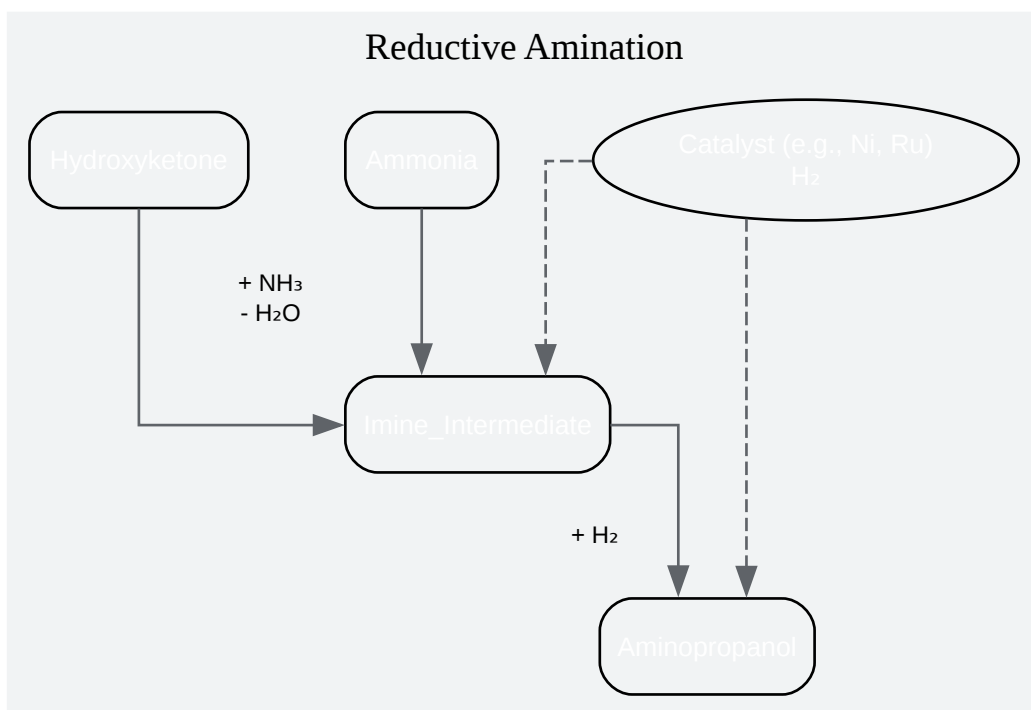 Reductive Amination
Hydroxyketone
Ammonia
Catalyst (e.g., Ni, Ru)
H₂
+ NH₃
- H₂O
Imine_Intermediate
+ H₂
Aminopropanol